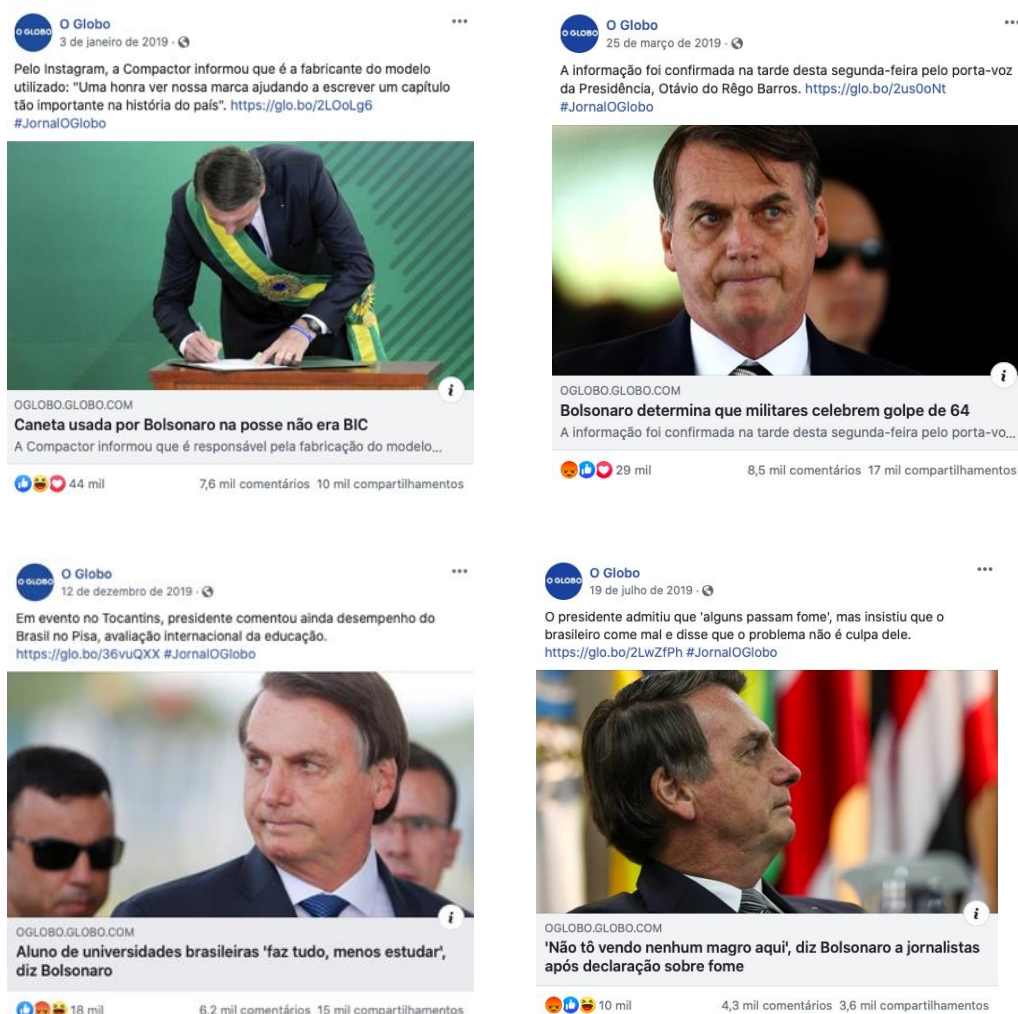 O GLOBO
O Globo
3 de janeiro de 2019 ·
Pelo Instagram, a Compactor informou que é a fabricante do modelo
utilizado: "Uma honra ver nossa marca ajudando a escrever um capítulo
tão importante na história do país". https://glo.bo/2LOoLg6
#JornalOGlobo
OGLOBO.GLOBO.COM
Caneta usada por Bolsonaro na posse não era BIC
A Compactor informou que é responsável pela fabricação do modelo...
44 mil 7,6 mil comentários 10 mil compartilhamentos
O GLOBO
O Globo
25 de março de 2019 ·
A informação foi confirmada na tarde desta segunda-feira pelo porta-voz
da Presidência, Otávio do Rêgo Barros. https://glo.bo/2us0oNt
#JornalOGlobo
OGLOBO.GLOBO.COM
Bolsonaro determina que militares celebrem golpe de 64
A informação foi confirmada na tarde desta segunda-feira pelo porta-vo...
29 mil 8,5 mil comentários 17 mil compartilhamentos
O GLOBO
O Globo
12 de dezembro de 2019 ·
Em evento no Tocantins, presidente comentou ainda desempenho do
Brasil no Pisa, avaliação internacional da educação.
https://glo.bo/36vuQXX #JornalOGlobo
OGLOBO.GLOBO.COM
Aluno de universidades brasileiras 'faz tudo, menos estudar',
diz Bolsonaro
18 mil 6,2 mil comentários 15 mil compartilhamentos
O GLOBO
O Globo
19 de julho de 2019 ·
O presidente admitiu que 'alguns passam fome', mas insistiu que o
brasileiro come mal e disse que o problema não é culpa dele.
https://glo.bo/2LwZfPh #JornalOGlobo
OGLOBO.GLOBO.COM
'Não tô vendo nenhum magro aqui', diz Bolsonaro a jornalistas
após declaração sobre fome
10 mil 4,3 mil comentários 3,6 mil compartilhamentos